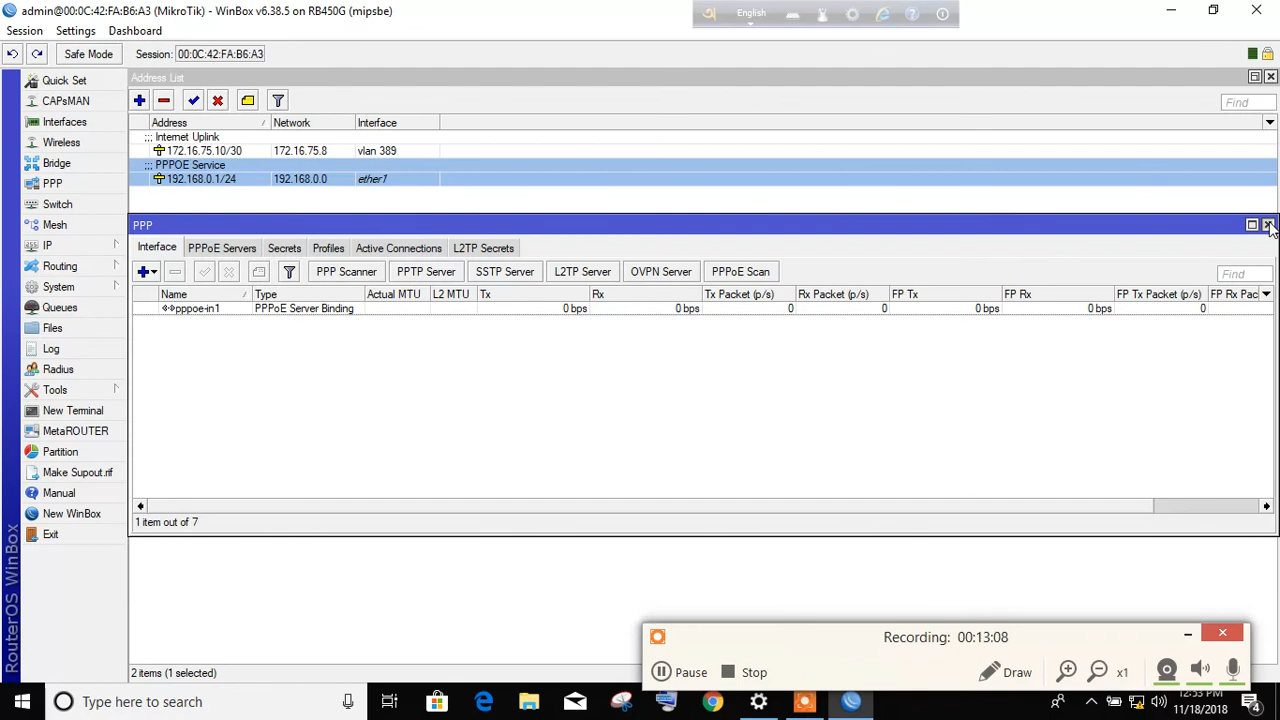 admin@00:0C:42:FA:B6:A3 (MikroTik) - WinBox v6.38.5 on RB450G (mipsbe)
English
Session Settings Dashboard
Safe Mode Session: 00:0C:42:FA:B6:A3
Address List
Find
Address Network Interface
::: Internet Uplink
172.16.75.10/30 172.16.75.8 vlan 389
::: PPPOE Service
192.168.0.1/24 192.168.0.0 ether1
Quick Set
CAPsMAN
Interfaces
Wireless
Bridge
PPP
Switch
Mesh
IP
Routing
System
Queues
Files
Log
Radius
Tools
New Terminal
MetaROUTER
Partition
Make Supout.rif
Manual
New WinBox
Exit
RouterOS WinBox
PPP
Interface PPPoE Servers Secrets Profiles Active Connections L2TP Secrets
PPP Scanner PPTP Server SSTP Server L2TP Server OVPN Server PPPoE Scan Find
Name Type Actual MTU L2 MTU Tx Rx Tx Packet (p/s) Rx Packet (p/s) FP Tx FP Rx FP Tx Packet (p/s) FP Rx Pac
pppoe-in1 PPPoE Server Binding 0 bps 0 bps 0 0 0 bps 0 bps 0
1 item out of 7
2 items (1 selected)
Recording: 00:13:08
Pause Stop Draw x1
Type here to search
12:53 PM
11/18/2018
4